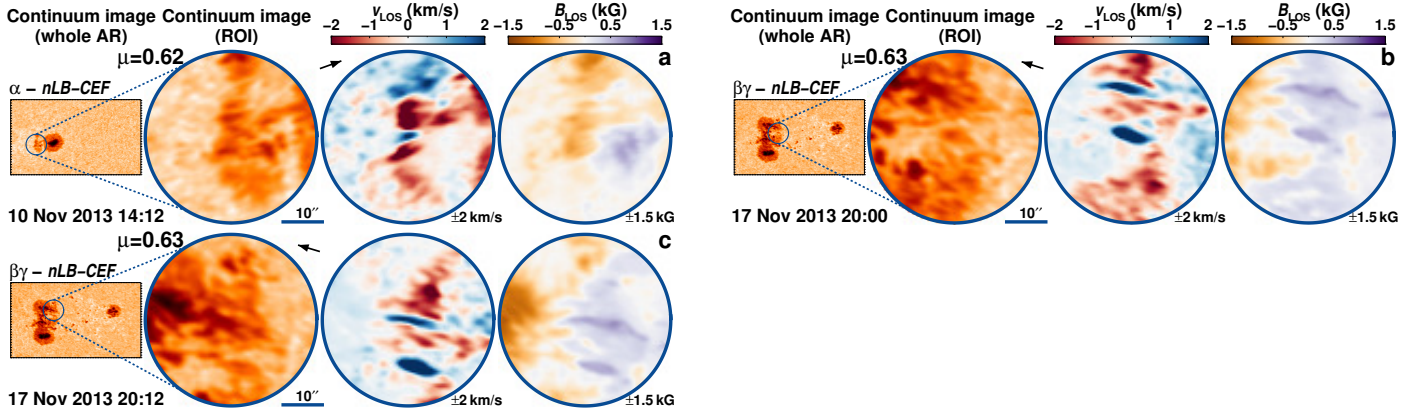 Continuum image
(whole AR)
Continuum image
(ROI)
v_LOS (km/s)
−2 −1 0 1 2
B_LOS (kG)
−1.5 −0.5 0.5 1.5
μ=0.62
a
α − nLB−CEF
10 Nov 2013 14:12
10″
±2 km/s
±1.5 kG
Continuum image
(whole AR)
Continuum image
(ROI)
v_LOS (km/s)
−2 −1 0 1 2
B_LOS (kG)
−1.5 −0.5 0.5 1.5
μ=0.63
b
βγ − nLB−CEF
17 Nov 2013 20:00
10″
±2 km/s
±1.5 kG
μ=0.63
c
βγ − nLB−CEF
17 Nov 2013 20:12
10″
±2 km/s
±1.5 kG